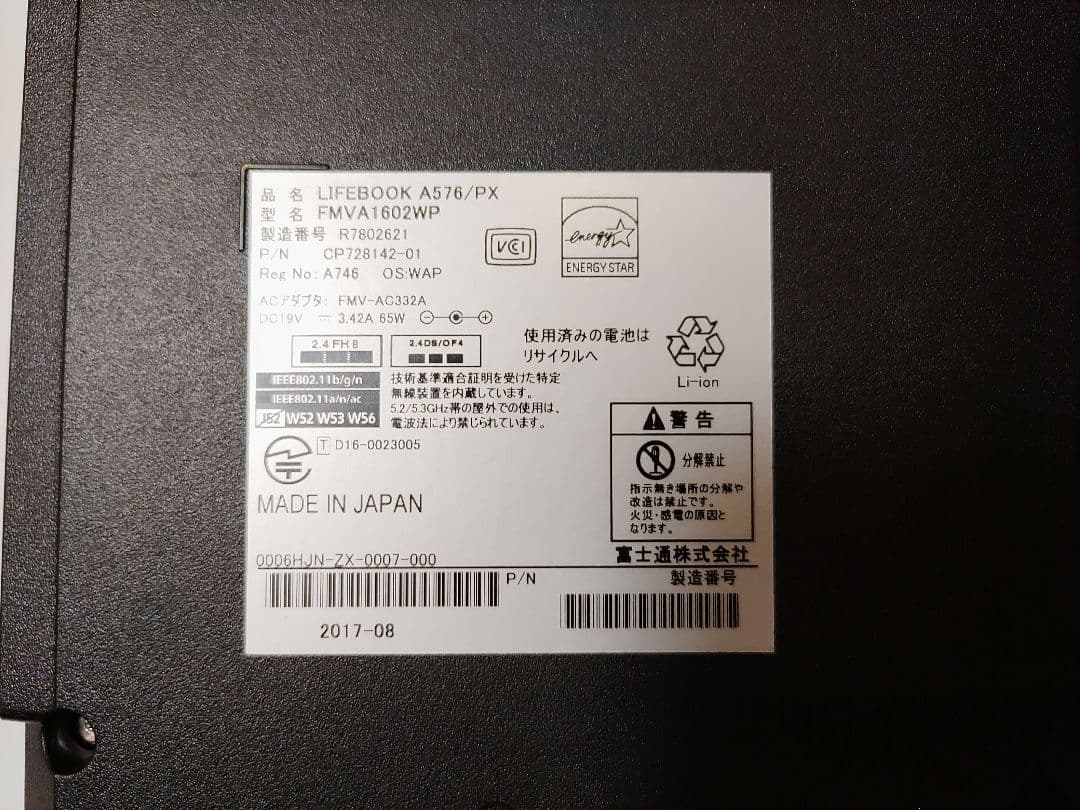 品 名 LIFEBOOK A576/PX
型 名 FMVA1602WP
製造番号 R7802621
P/N CP728142-01
Reg No: A746 OS:WAP
VCCI
energy
ENERGY STAR
ACアダプタ: FMV-AC332A
DC19V ⎓ 3.42A 65W
2.4 FH 8
2.4DS/OF4
使用済みの電池は
リサイクルへ
Li-ion
IEEE802.11b/g/n
IEEE802.11a/n/ac
J52 W52 W53 W56
技術基準適合証明を受けた特定
無線装置を内蔵しています。
5.2/5.3GHz帯の屋外での使用は、
電波法により禁じられています。
T D16-0023005
MADE IN JAPAN
警告
分解禁止
指示無き場所の分解や
改造は禁止です。
火災・感電の原因と
なります。
富士通株式会社
0006HJN-ZX-0007-000
P/N
製造番号
2017-08